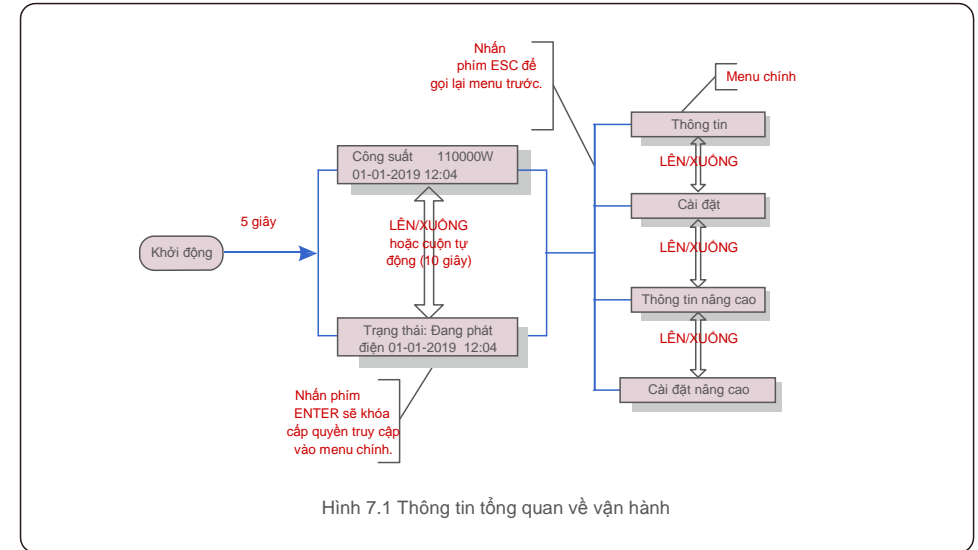 Nhấn
phím ESC để
gọi lại menu trước.
Menu chính
Thông tin
LÊN/XUỐNG
Công suất 110000W
01-01-2019 12:04
Cài đặt
5 giây
LÊN/XUỐNG
hoặc cuộn tự
động (10 giây)
Khởi động
LÊN/XUỐNG
Thông tin nâng cao
Trạng thái: Đang phát
điện 01-01-2019 12:04
LÊN/XUỐNG
Cài đặt nâng cao
Nhấn phím
ENTER sẽ khóa
cấp quyền truy cập
vào menu chính.
Hình 7.1 Thông tin tổng quan về vận hành